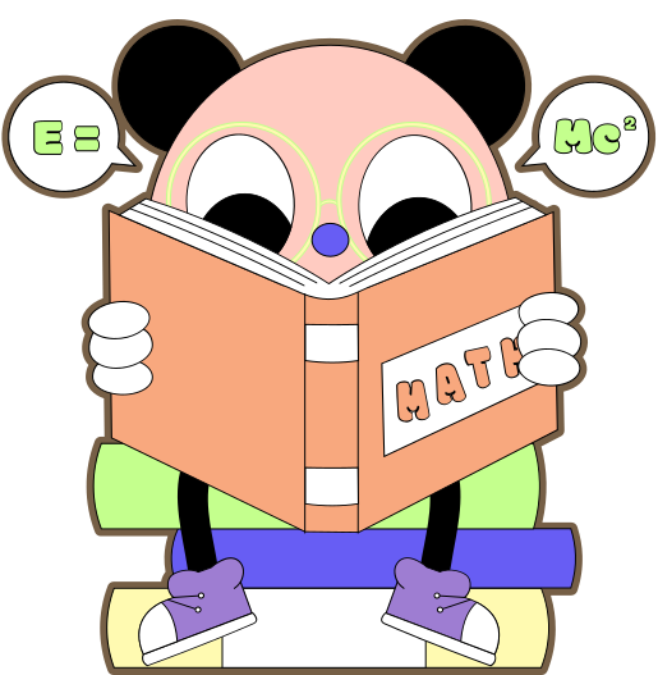 E =
Mc²
MATH